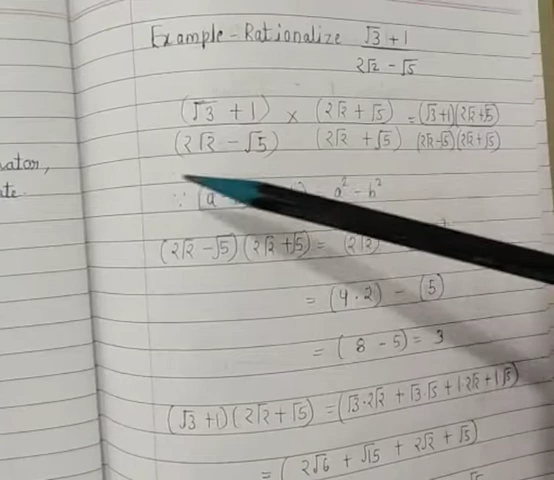 aton,
te.
Example - Rationalize (√3 + 1)/(2√2 - √5)
(√3 + 1)/(2√2 - √5) × (2√2 + √5)/(2√2 + √5) = (√3+1)(2√2+√5)/(2√2-√5)(2√2+√5)
∵ (a a² - b²
(2√2 - √5)(2√2 + √5) = (2√2)
= (4·2) - (5)
= (8 - 5) = 3
(√3 + 1)(2√2 + √5) = (√3·2√2 + √3·√5 + 1·2√2 + 1·√5)
= (2√6 + √15 + 2√2 + √5)